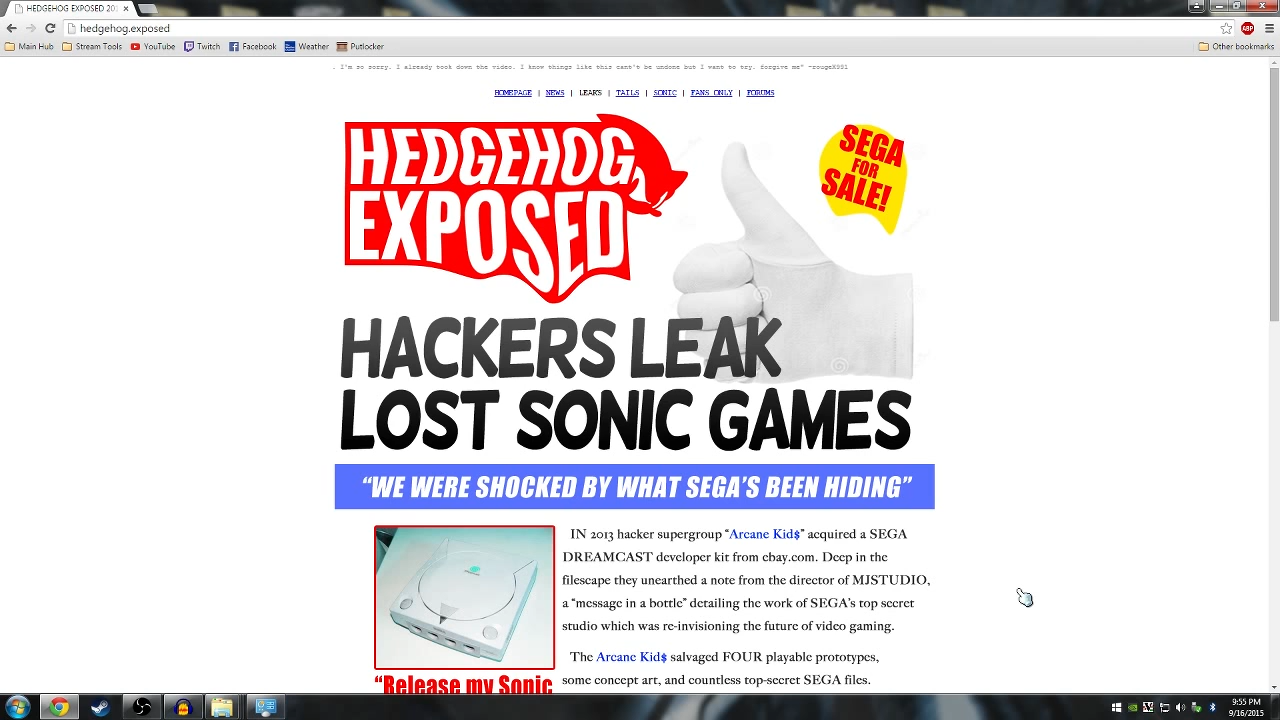 HEDGEHOG EXPOSED 201
hedgehog.exposed
ABP
Main Hub Stream Tools YouTube Twitch Facebook Weather Putlocker Other bookmarks
. I'm so sorry. I already took down the video. I know things like this cant't be undone but I want to try. forgive me" -rougeX991
HOMEPAGE | NEWS | LEAKS | TAILS | SONIC | FANS ONLY | FORUMS
HEDGEHOG
EXPOSED
SEGA
FOR
SALE!
HACKERS LEAK
LOST SONIC GAMES
“WE WERE SHOCKED BY WHAT SEGA’S BEEN HIDING”
IN 2013 hacker supergroup “Arcane Kid$” acquired a SEGA
DREAMCAST developer kit from ebay.com. Deep in the
filescape they unearthed a note from the director of MJSTUDIO,
a “message in a bottle” detailing the work of SEGA’s top secret
studio which was re-invisioning the future of video gaming.
The Arcane Kid$ salvaged FOUR playable prototypes,
some concept art, and countless top-secret SEGA files.
“Release my Sonic
9:55 PM
9/16/2015